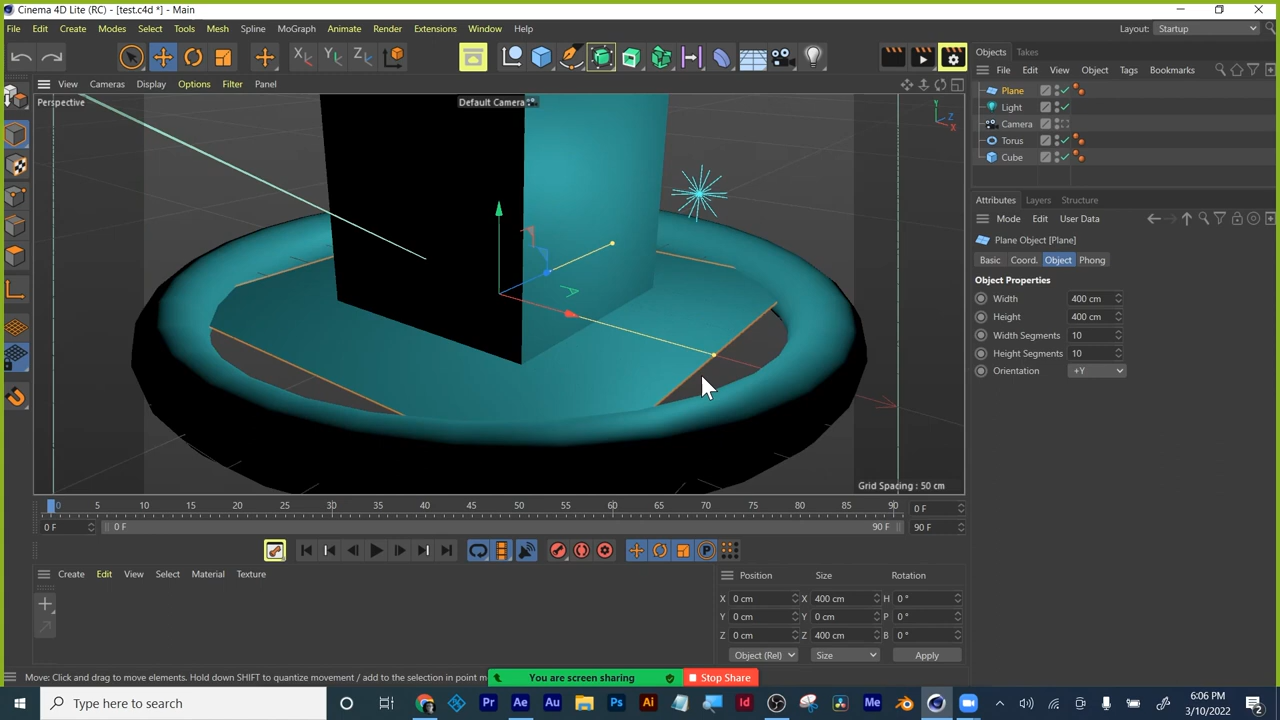 Cinema 4D Lite (RC) - [test.c4d *] - Main
File Edit Create Modes Select Tools Mesh Spline MoGraph Animate Render Extensions Window Help
Layout: Startup
X Y Z
Objects Takes
View Cameras Display Options Filter Panel
File Edit View Object Tags Bookmarks
Perspective
Default Camera
Y
Z
X
Plane
Light
Camera
Torus
Cube
Attributes Layers Structure
Mode Edit User Data
Plane Object [Plane]
Basic Coord. Object Phong
Object Properties
Width 400 cm
Height 400 cm
Width Segments 10
Height Segments 10
Orientation +Y
Grid Spacing : 50 cm
0 5 10 15 20 25 30 35 40 45 50 55 60 65 70 75 80 85 90
0 F
0 F
0 F
90 F
90 F
P
Create Edit View Select Material Texture
Position Size Rotation
X 0 cm X 400 cm H 0 °
Y 0 cm Y 0 cm P 0 °
Z 0 cm Z 400 cm B 0 °
Object (Rel) Size Apply
Move: Click and drag to move elements. Hold down SHIFT to quantize movement / add to the selection in point m
You are screen sharing
Stop Share
Type here to search
Pr Ae Au Ps Ai Id Me
6:06 PM
3/10/2022
2